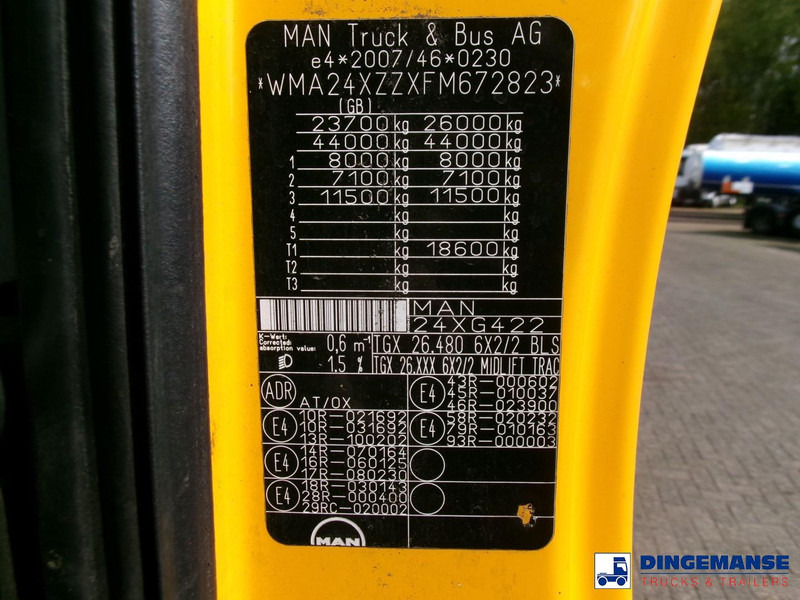 MAN Truck & Bus AG
e4*2007/46*0230
*WMA24XZZXFM672823*
(GB)
23700 kg 26000 kg
44000 kg 44000 kg
1 8000 kg 8000 kg
2 7100 kg 7100 kg
3 11500 kg 11500 kg
4 kg kg
5 kg kg
T1 kg 18600 kg
T2 kg kg
T3 kg kg
MAN
24XG422
K-Wert:
Corrected
absorption value: 0,6 m-1 TGX 26.480 6X2/2 BLS
1.5 % TGX 26.XXX 6X2/2 MIDLIFT TRAC
ADR AT/OX
E4 43R-000602
45R-010037
46R-023900
E4 10R-021692
10R-031692
13R-100202
E4 58R-020232
93R-000003
E4 14R-070164
16R-060125
17R-080230
E4 18R-030143
28R-000400
29RC-020002
MAN
DINGEMANSE
TRUCKS & TRAILERS